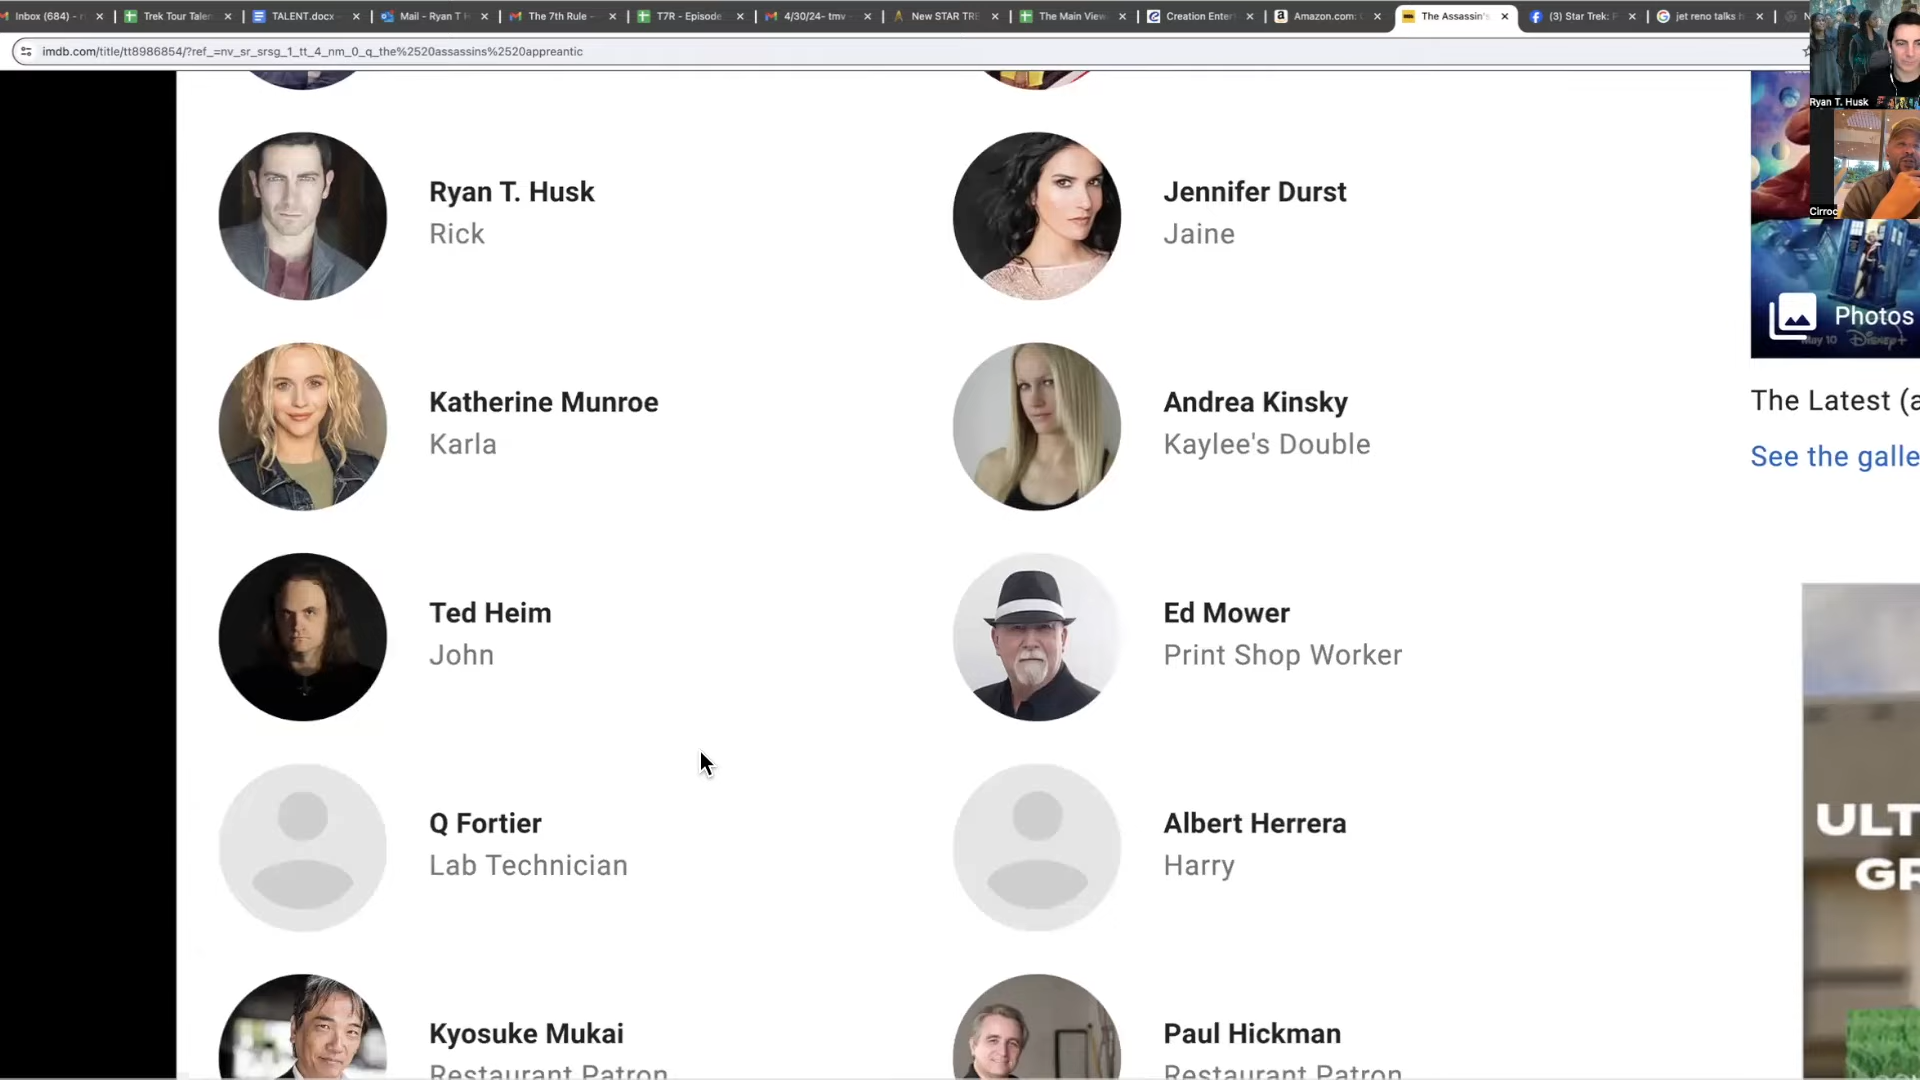 Inbox (684) -
Trek Tour Talen
TALENT.docx
Mail - Ryan T H
The 7th Rule -
T7R - Episode
4/30/24- tmv
New STAR TRE
The Main View
Creation Enter
Amazon.com:
The Assassin's
(3) Star Trek: P
jet reno talks b
imdb.com/title/tt8986854/?ref_=nv_sr_srsg_1_tt_4_nm_0_q_the%2520assassins%2520appreantic
Ryan T. Husk
Cirroc
Ryan T. Husk
Rick
Jennifer Durst
Jaine
Photos
May 10 Disney+
Katherine Munroe
Karla
Andrea Kinsky
Kaylee's Double
The Latest (a
See the galle
Ted Heim
John
Ed Mower
Print Shop Worker
Q Fortier
Lab Technician
Albert Herrera
Harry
ULT
GR
Kyosuke Mukai
Restaurant Patron
Paul Hickman
Restaurant Patron